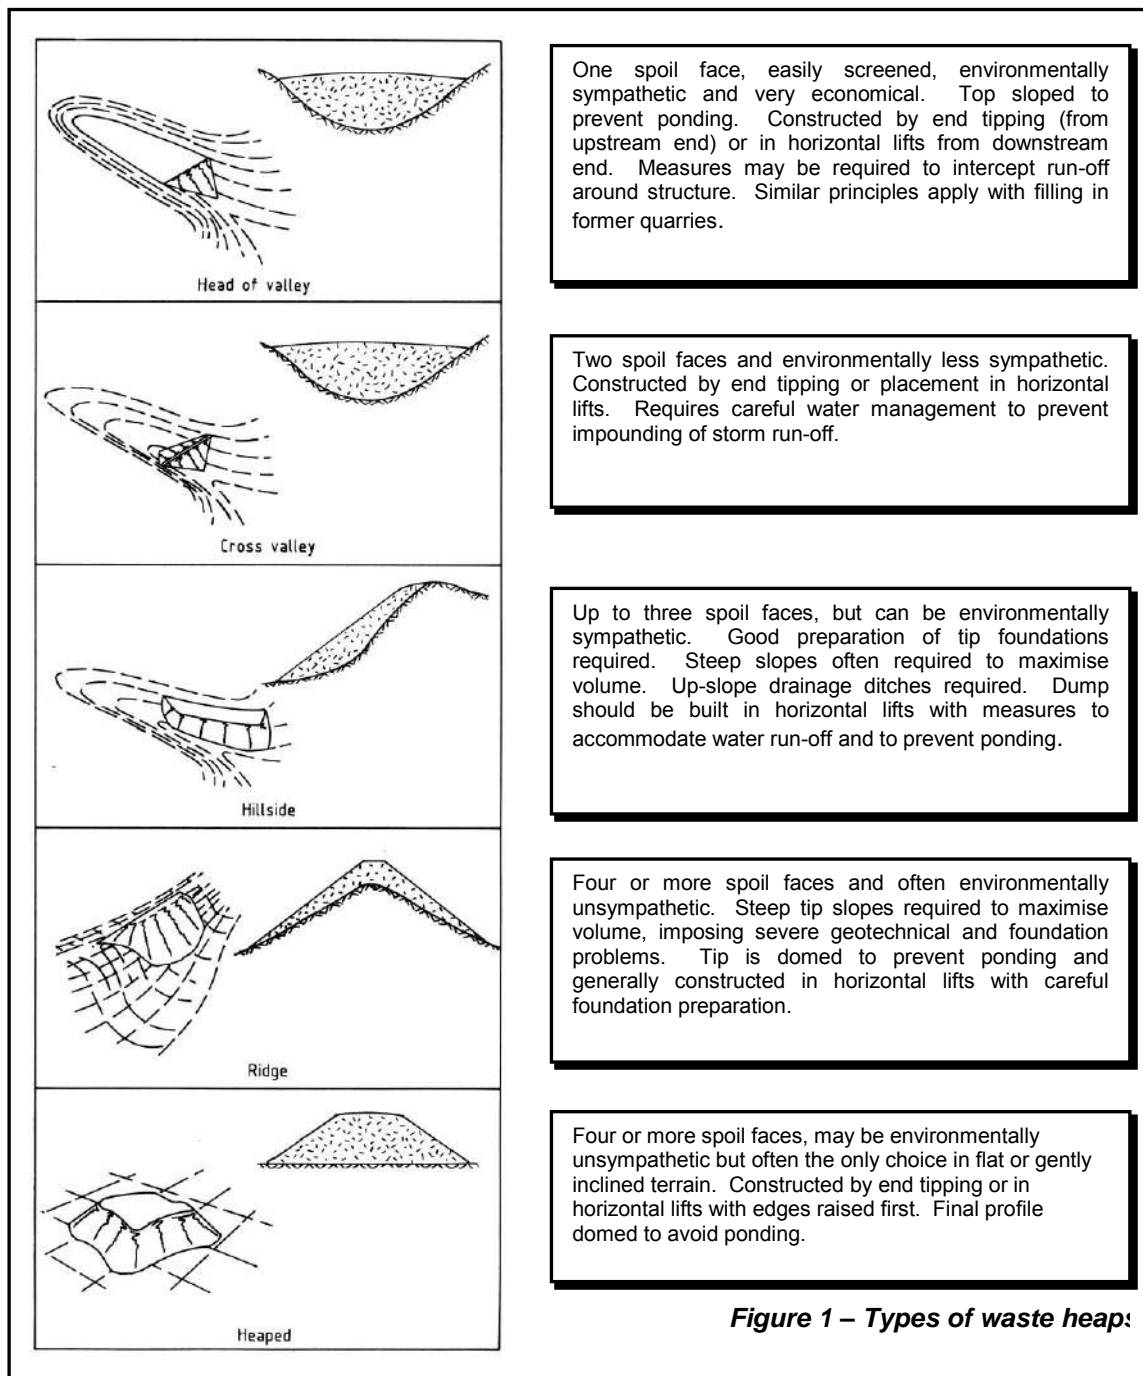 One spoil face, easily screened, environmentally
sympathetic and very economical. Top sloped to
prevent ponding. Constructed by end tipping (from
upstream end) or in horizontal lifts from downstream
end. Measures may be required to intercept run-off
around structure. Similar principles apply with filling in
former quarries.
Head of valley
Two spoil faces and environmentally less sympathetic.
Constructed by end tipping or placement in horizontal
lifts. Requires careful water management to prevent
impounding of storm run-off.
Cross valley
Up to three spoil faces, but can be environmentally
sympathetic. Good preparation of tip foundations
required. Steep slopes often required to maximise
volume. Up-slope drainage ditches required. Dump
should be built in horizontal lifts with measures to
accommodate water run-off and to prevent ponding.
Hillside
Four or more spoil faces and often environmentally
unsympathetic. Steep tip slopes required to maximise
volume, imposing severe geotechnical and foundation
problems. Tip is domed to prevent ponding and
generally constructed in horizontal lifts with careful
foundation preparation.
Ridge
Four or more spoil faces, may be environmentally
unsympathetic but often the only choice in flat or gently
inclined terrain. Constructed by end tipping or in
horizontal lifts with edges raised first. Final profile
domed to avoid ponding.
Heaped
Figure 1 – Types of waste heaps